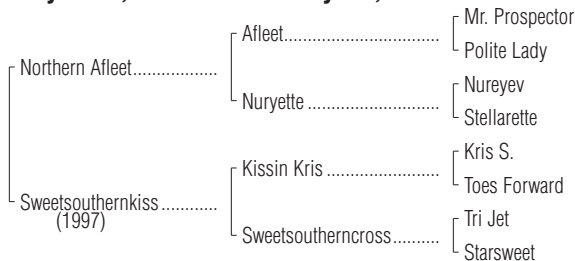 Mr. Prospector
Afleet
Polite Lady
Northern Afleet
Nureyev
Nuryette
Stellarette
Kris S.
Kissin Kris
Toes Forward
Sweetsouthernkiss
(1997)
Tri Jet
Sweetsoutherncross
Starsweet